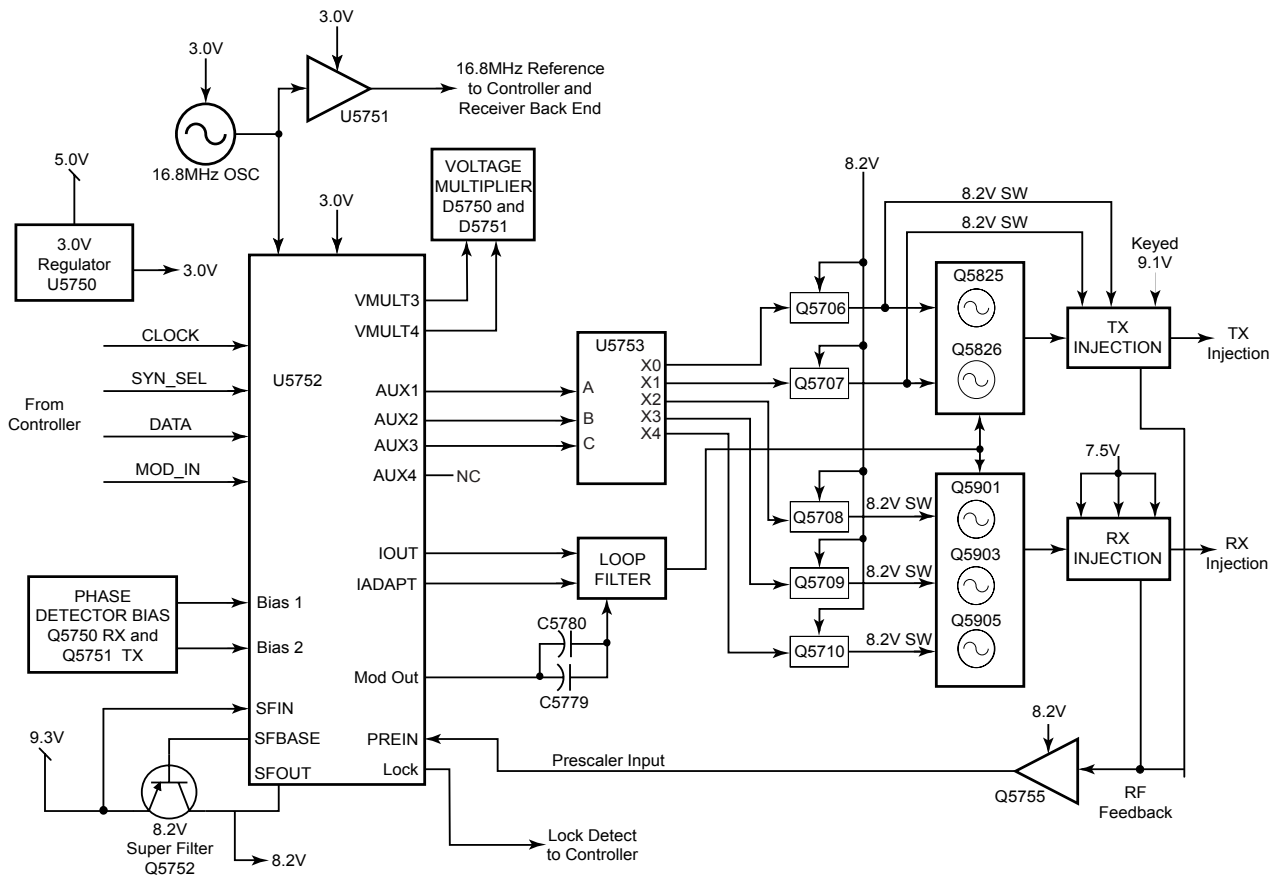 3.0V
3.0V
16.8MHz Reference
to Controller and
Receiver Back End
U5751
16.8MHz OSC
5.0V
3.0V
Regulator
U5750
3.0V
3.0V
VOLTAGE
MULTIPLIER
D5750 and
D5751
8.2V
8.2V SW
8.2V SW
Keyed
9.1V
From
Controller
CLOCK
SYN_SEL
DATA
MOD_IN
U5752
VMULT3
VMULT4
AUX1
AUX2
AUX3
AUX4
NC
U5753
A
B
C
X0
X1
X2
X3
X4
Q5706
Q5707
Q5825
Q5826
TX
INJECTION
TX
Injection
7.5V
Q5708
8.2V SW
Q5709
8.2V SW
Q5710
8.2V SW
Q5901
Q5903
Q5905
RX
INJECTION
RX
Injection
IOUT
IADAPT
LOOP
FILTER
PHASE
DETECTOR BIAS
Q5750 RX and
Q5751 TX
Bias 1
Bias 2
C5780
C5779
Mod Out
SFIN
SFBASE
SFOUT
PREIN
Lock
9.3V
8.2V
Super Filter
Q5752
8.2V
Prescaler Input
8.2V
Q5755
RF
Feedback
Lock Detect
to Controller